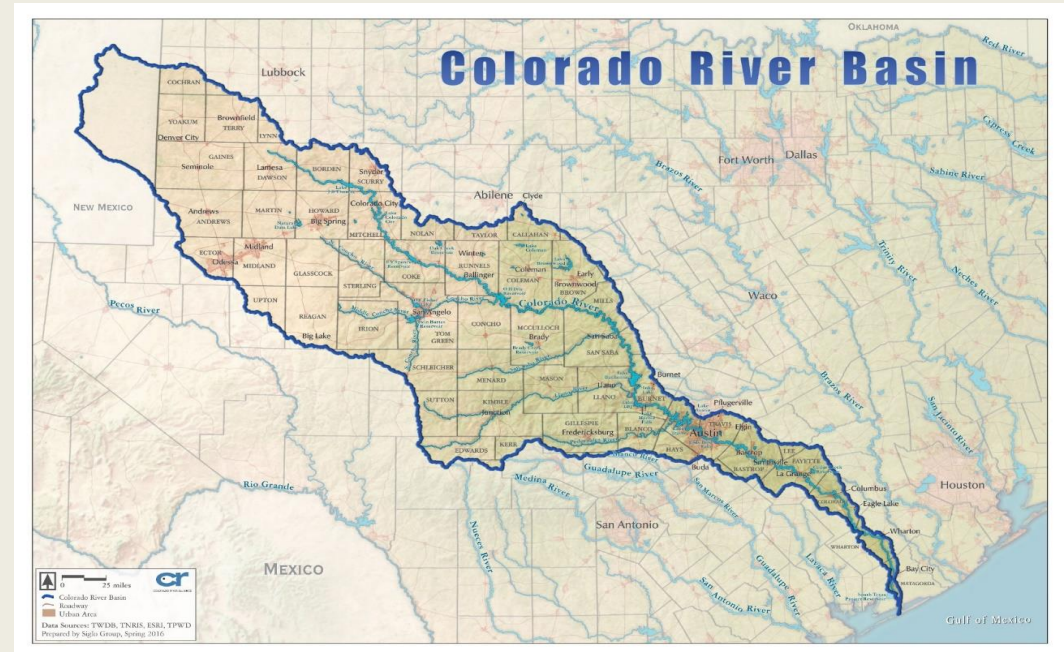 Colorado River Basin
OKLAHOMA
Red River
Lubbock
COCHRAN
YOAKUM
Brownfield
TERRY
LYNN
Denver City
GAINES
Seminole
Lamesa
DAWSON
BORDEN
Snyder
SCURRY
Fort Worth
Dallas
Cypress Creek
Sabine River
Brazos River
Abilene
Clyde
NEW MEXICO
Andrews
ANDREWS
MARTIN
HOWARD
Big Spring
Colorado City
MITCHELL
NOLAN
TAYLOR
CALLAHAN
ECTOR
Odessa
Midland
MIDLAND
GLASSCOCK
STERLING
COKE
Winters
RUNNELS
Ballinger
Coleman
COLEMAN
Early
Brownwood
BROWN
MILLS
Trinity River
Neches River
Waco
Pecos River
UPTON
REAGAN
Big Lake
IRION
San Angelo
TOM
GREEN
CONCHO
Colorado River
MCCULLOCH
Brady
San Saba
SAN SABA
SCHLEICHER
MENARD
MASON
Llano
LLANO
Burnet
BURNET
Brazos River
San Jacinto River
SUTTON
KIMBLE
Junction
GILLESPIE
Fredericksburg
BLANCO
Pflugerville
TRAVIS
Austin
Elgin
EDWARDS
KERR
HAYS
Buda
Bastrop
BASTROP
LEE
Smithville
FAYETTE
La Grange
Columbus
Eagle Lake
Houston
Rio Grande
Medina River
Guadalupe River
Blanco River
San Marcos River
Nueces River
San Antonio
Wharton
WHARTON
Bay City
MATAGORDA
Lavaca River
Guadalupe River
San Antonio River
MEXICO
Gulf of Mexico
0 25 miles
cr
Colorado River Basin
Roadway
Urban Area
Data Sources: TWDB, TNRIS, ESRI, TPWD
Prepared by Siglo Group, Spring 2016